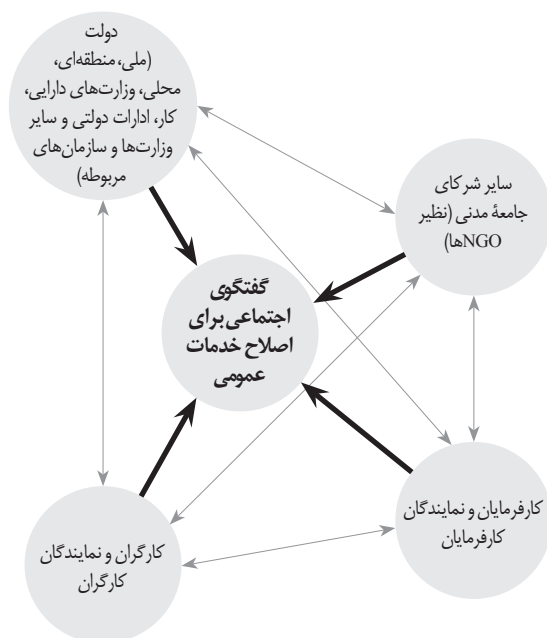 دولت
(ملی، منطقه‌ای،
محلی، وزارت‌های دارایی،
کار، ادارات دولتی و سایر
وزارت‌ها و سازمان‌های
مربوطه)
سایر شرکای
جامعهٔ مدنی (نظیر
NGOها)
گفتگوی
اجتماعی برای
اصلاح خدمات
عمومی
کارفرمایان و نمایندگان
کارفرمایان
کارگران و نمایندگان
کارگران